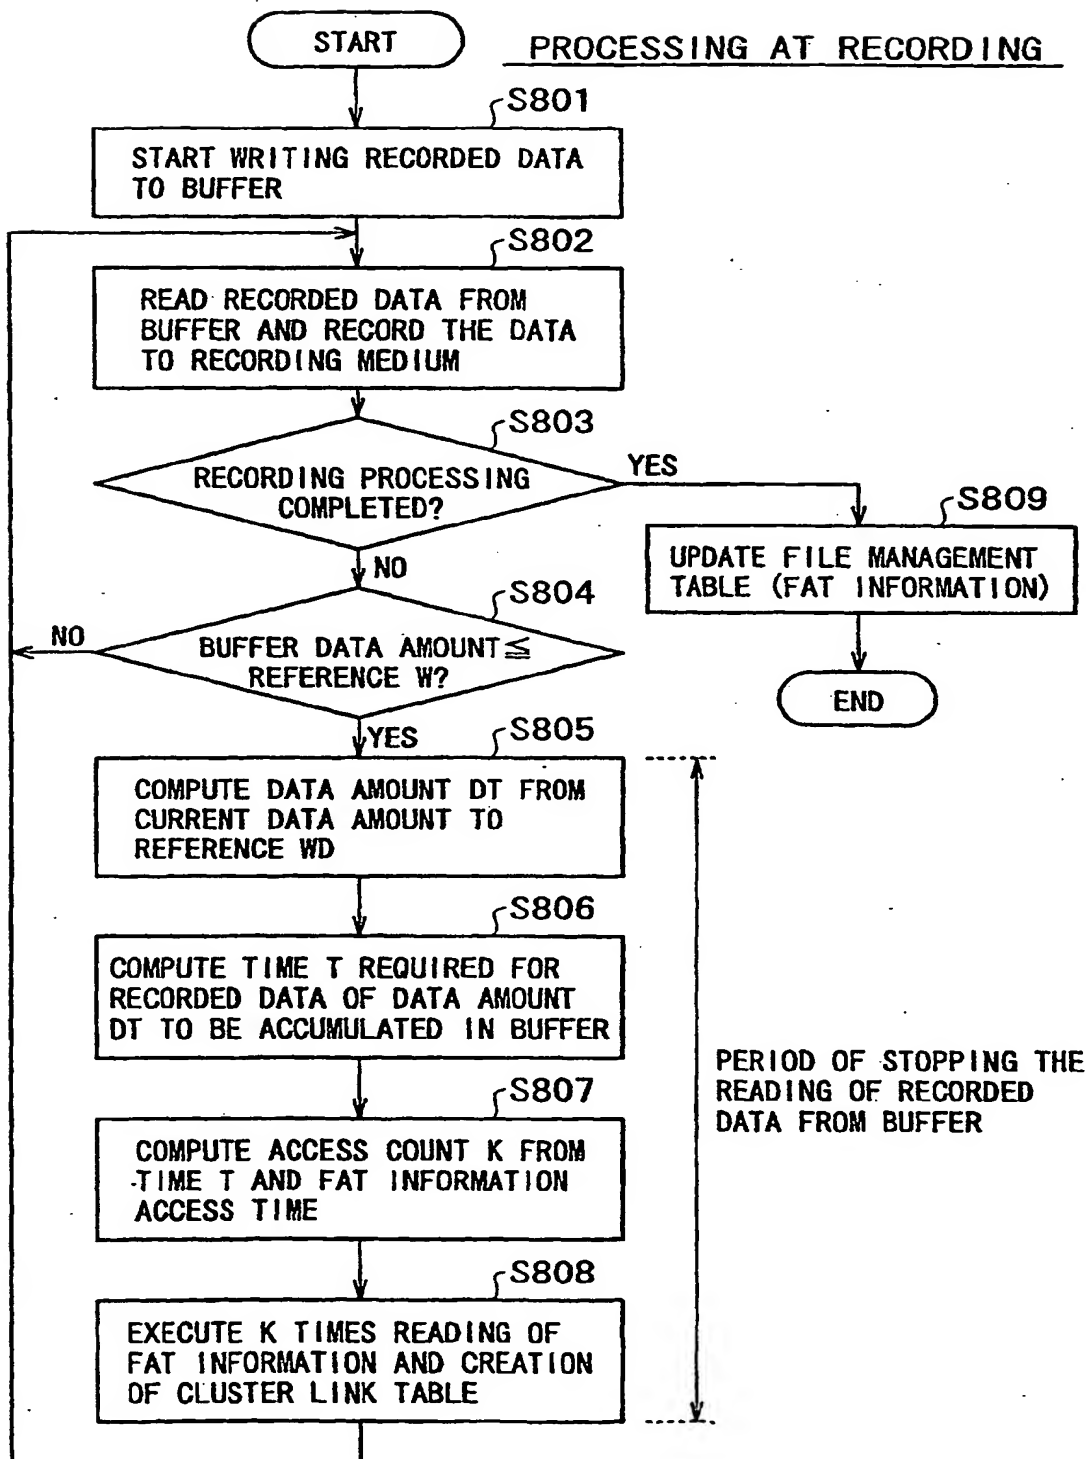 START
PROCESSING AT RECORDING
S801
START WRITING RECORDED DATA
TO BUFFER
S802
READ RECORDED DATA FROM
BUFFER AND RECORD THE DATA
TO RECORDING MEDIUM
S803
RECORDING PROCESSING
COMPLETED?
YES
NO
S809
UPDATE FILE MANAGEMENT
TABLE (FAT INFORMATION)
END
S804
BUFFER DATA AMOUNT≦
REFERENCE W?
NO
YES
S805
COMPUTE DATA AMOUNT DT FROM
CURRENT DATA AMOUNT TO
REFERENCE WD
S806
COMPUTE TIME T REQUIRED FOR
RECORDED DATA OF DATA AMOUNT
DT TO BE ACCUMULATED IN BUFFER
S807
COMPUTE ACCESS COUNT K FROM
TIME T AND FAT INFORMATION
ACCESS TIME
S808
EXECUTE K TIMES READING OF
FAT INFORMATION AND CREATION
OF CLUSTER LINK TABLE
PERIOD OF STOPPING THE
READING OF RECORDED
DATA FROM BUFFER